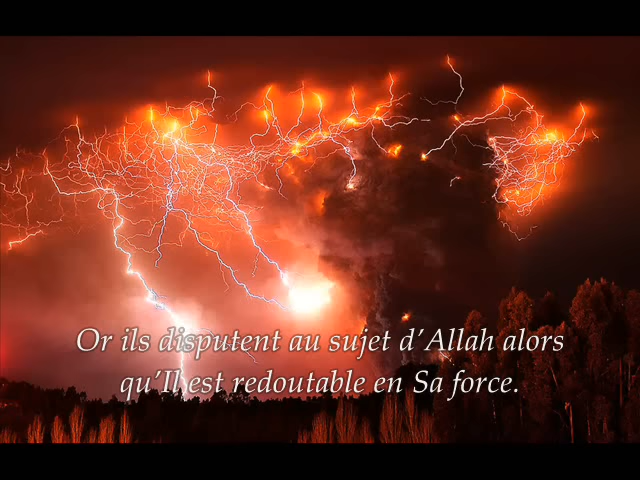 Or ils disputent au sujet d’Allah alors
qu’Il est redoutable en Sa force.